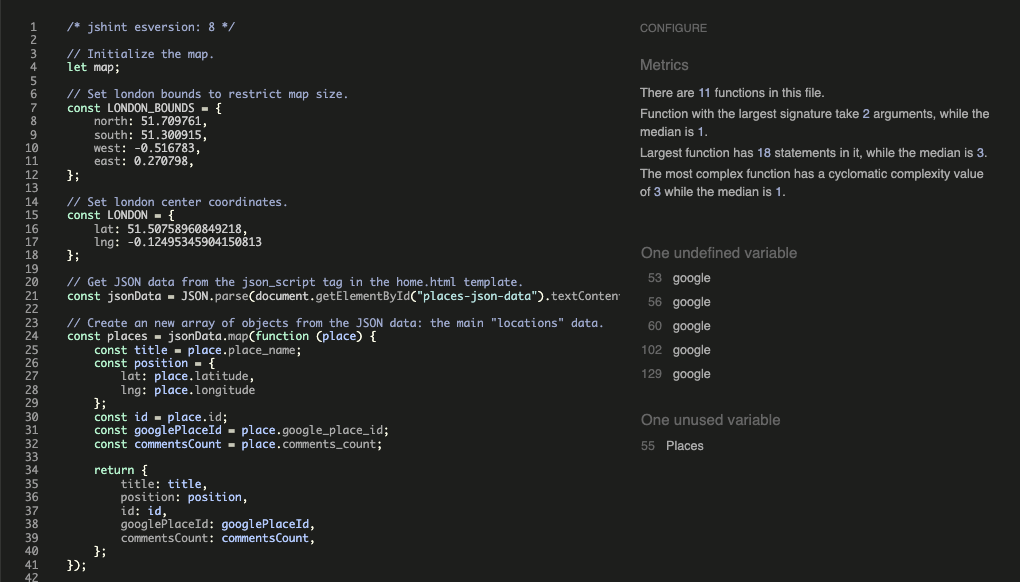 1 /* jshint esversion: 8 */
2
3 // Initialize the map.
4 let map;
5
6 // Set london bounds to restrict map size.
7 const LONDON_BOUNDS = {
8 north: 51.709761,
9 south: 51.300915,
10 west: -0.516783,
11 east: 0.270798,
12 };
13
14 // Set london center coordinates.
15 const LONDON = {
16 lat: 51.50758960849218,
17 lng: -0.12495345904150813
18 };
19
20 // Get JSON data from the json_script tag in the home.html template.
21 const jsonData = JSON.parse(document.getElementById("places-json-data").textConten
22
23 // Create an new array of objects from the JSON data: the main "locations" data.
24 const places = jsonData.map(function (place) {
25 const title = place.place_name;
26 const position = {
27 lat: place.latitude,
28 lng: place.longitude
29 };
30 const id = place.id;
31 const googlePlaceId = place.google_place_id;
32 const commentsCount = place.comments_count;
33
34 return {
35 title: title,
36 position: position,
37 id: id,
38 googlePlaceId: googlePlaceId,
39 commentsCount: commentsCount,
40 };
41 });
42
CONFIGURE
Metrics
There are 11 functions in this file.
Function with the largest signature take 2 arguments, while the
median is 1.
Largest function has 18 statements in it, while the median is 3.
The most complex function has a cyclomatic complexity value
of 3 while the median is 1.
One undefined variable
53 google
56 google
60 google
102 google
129 google
One unused variable
55 Places